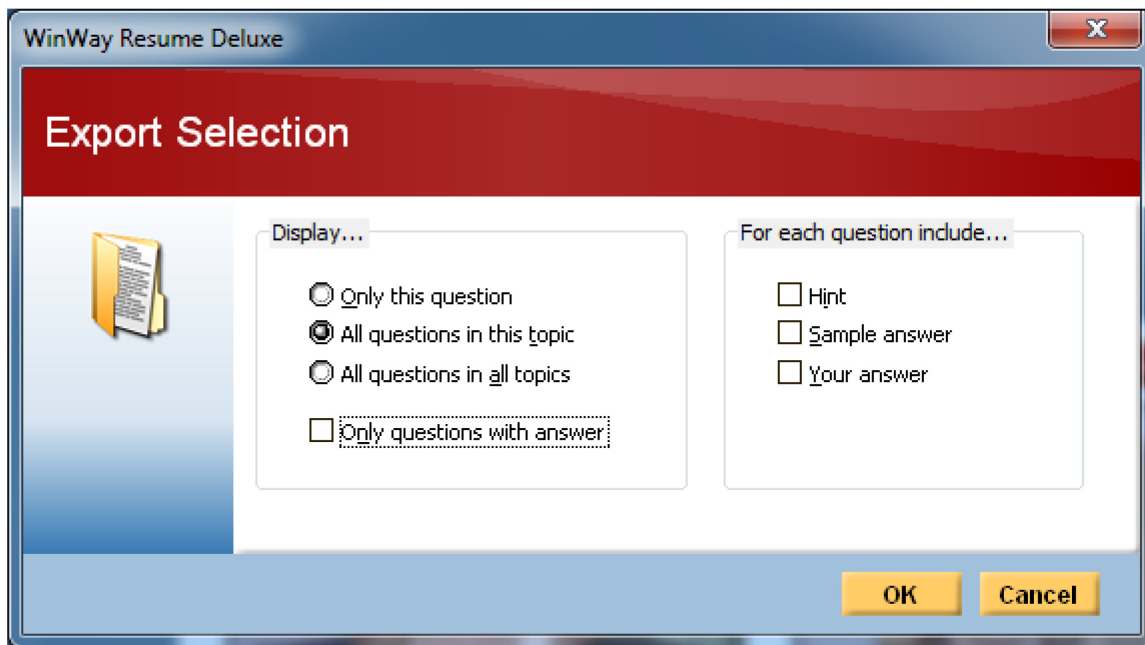 WinWay Resume Deluxe
Export Selection
Display...
Only this question
All questions in this topic
All questions in all topics
Only questions with answer
For each question include...
Hint
Sample answer
Your answer
OK
Cancel